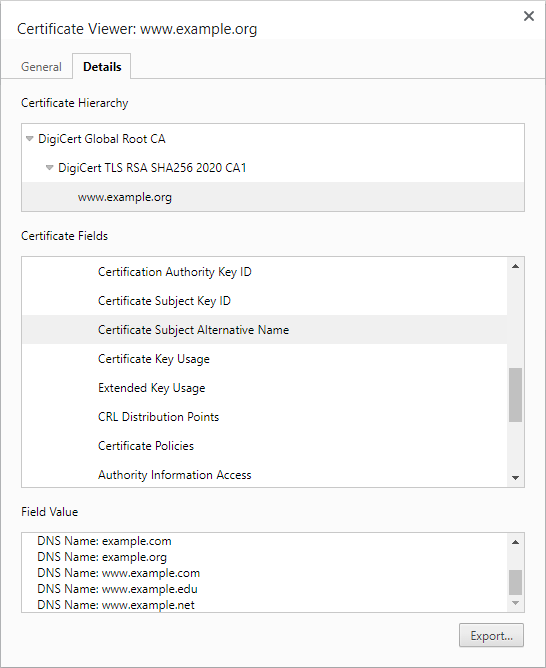 Certificate Viewer: www.example.org
General
Details
Certificate Hierarchy
DigiCert Global Root CA
DigiCert TLS RSA SHA256 2020 CA1
www.example.org
Certificate Fields
Certification Authority Key ID
Certificate Subject Key ID
Certificate Subject Alternative Name
Certificate Key Usage
Extended Key Usage
CRL Distribution Points
Certificate Policies
Authority Information Access
Field Value
DNS Name: example.com
DNS Name: example.org
DNS Name: www.example.com
DNS Name: www.example.edu
DNS Name: www.example.net
Export...